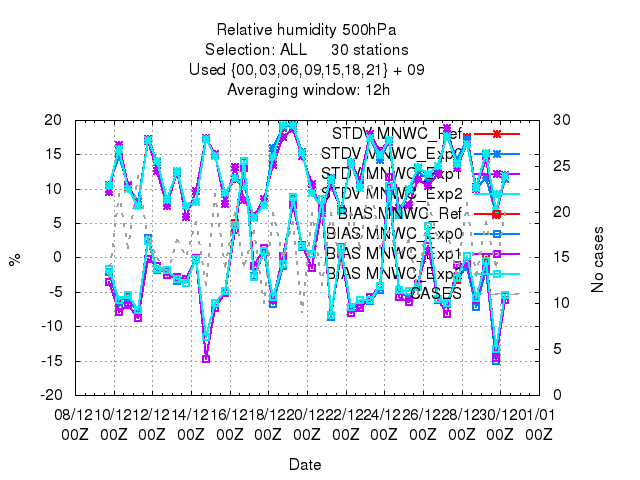 Relative humidity 500hPa
Selection: ALL 30 stations
Used {00,03,06,09,15,18,21} + 09
Averaging window: 12h
20 15 10 5 0 -5 -10 -15 -20
%
STDV MNWC_Ref
STDV MNWC_Exp0
STDV MNWC_Exp1
STDV MNWC_Exp2
BIAS MNWC_Ref
BIAS MNWC_Exp0
BIAS MNWC_Exp1
BIAS MNWC_Exp2
CASES
30 25 20 15 10 5 0
No cases
08/12 10/12 12/12 14/12 16/12 18/12 20/12 22/12 24/12 26/12 28/12 30/12 01/01
00Z 00Z 00Z 00Z 00Z 00Z 00Z 00Z 00Z 00Z 00Z 00Z 00Z
Date